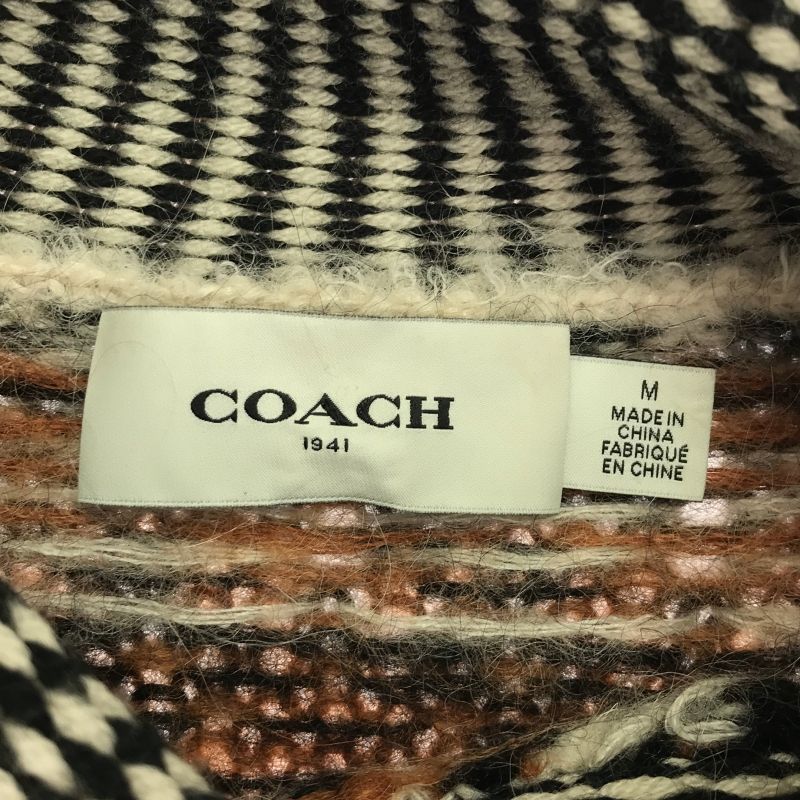 COACH
1941
M
MADE IN
CHINA
FABRIQUÉ
EN CHINE